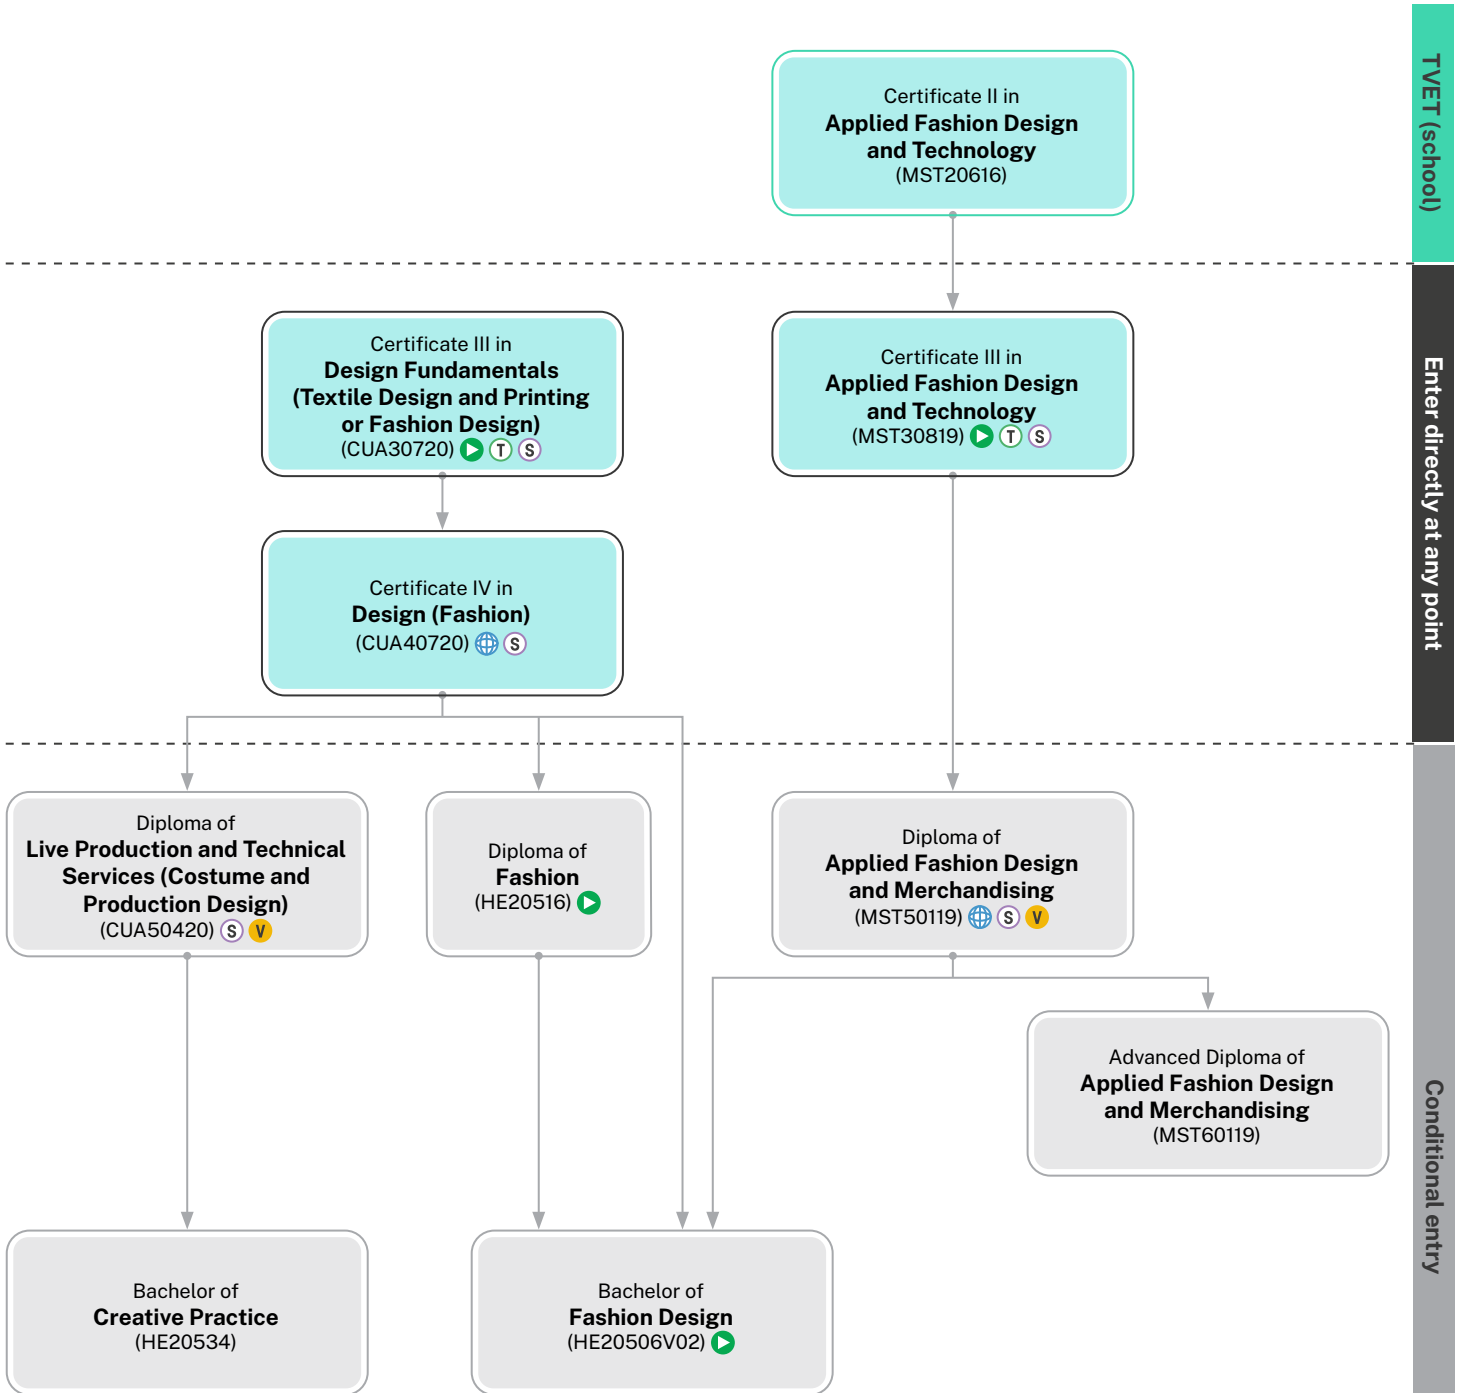 TVET (school)
Certificate II in
Applied Fashion Design
and Technology
(MST20616)
Enter directly at any point
Certificate III in
Design Fundamentals
(Textile Design and Printing
or Fashion Design)
(CUA30720) T S
Certificate III in
Applied Fashion Design
and Technology
(MST30819) T S
Certificate IV in
Design (Fashion)
(CUA40720) S
Conditional entry
Diploma of
Live Production and Technical
Services (Costume and
Production Design)
(CUA50420) S V
Diploma of
Fashion
(HE20516)
Diploma of
Applied Fashion Design
and Merchandising
(MST50119) S V
Advanced Diploma of
Applied Fashion Design
and Merchandising
(MST60119)
Bachelor of
Creative Practice
(HE20534)
Bachelor of
Fashion Design
(HE20506V02)